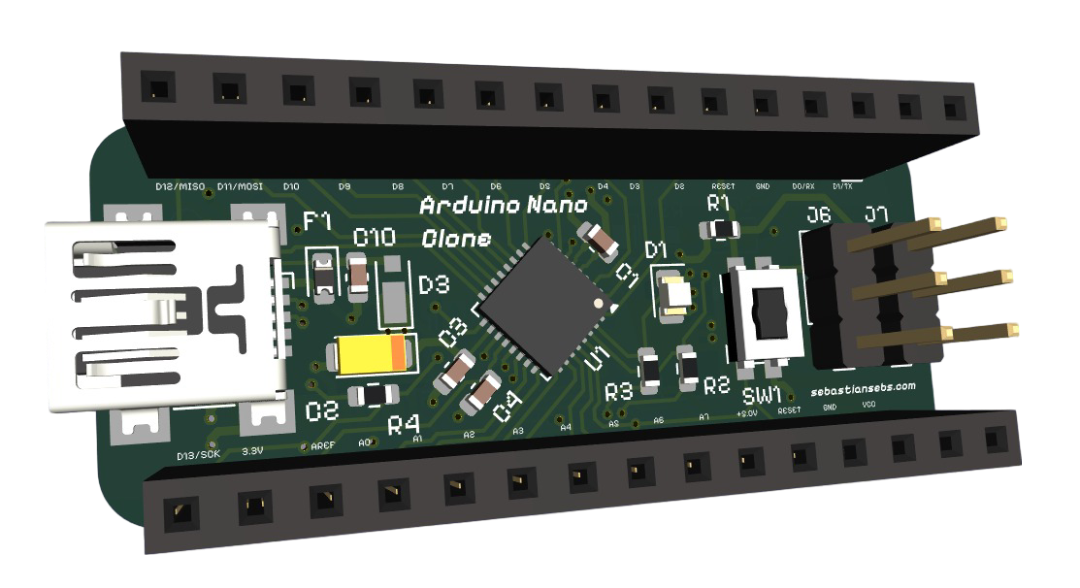 D12/MISO D11/MOSI D10 D9 D8 D7 D6 D5 D4 D3 D2 RESET GND D0/RX D1/TX
Arduino Nano
Clone
F1
C10
D3
C1
D1
R1
J6
J7
C3
U1
C2
R4
C4
R3
R2
SW1
sebastiansebs.com
D13/SCK 3.3V AREF A0 A1 A2 A3 A4 A5 A6 A7 +5.0V RESET GND VCC